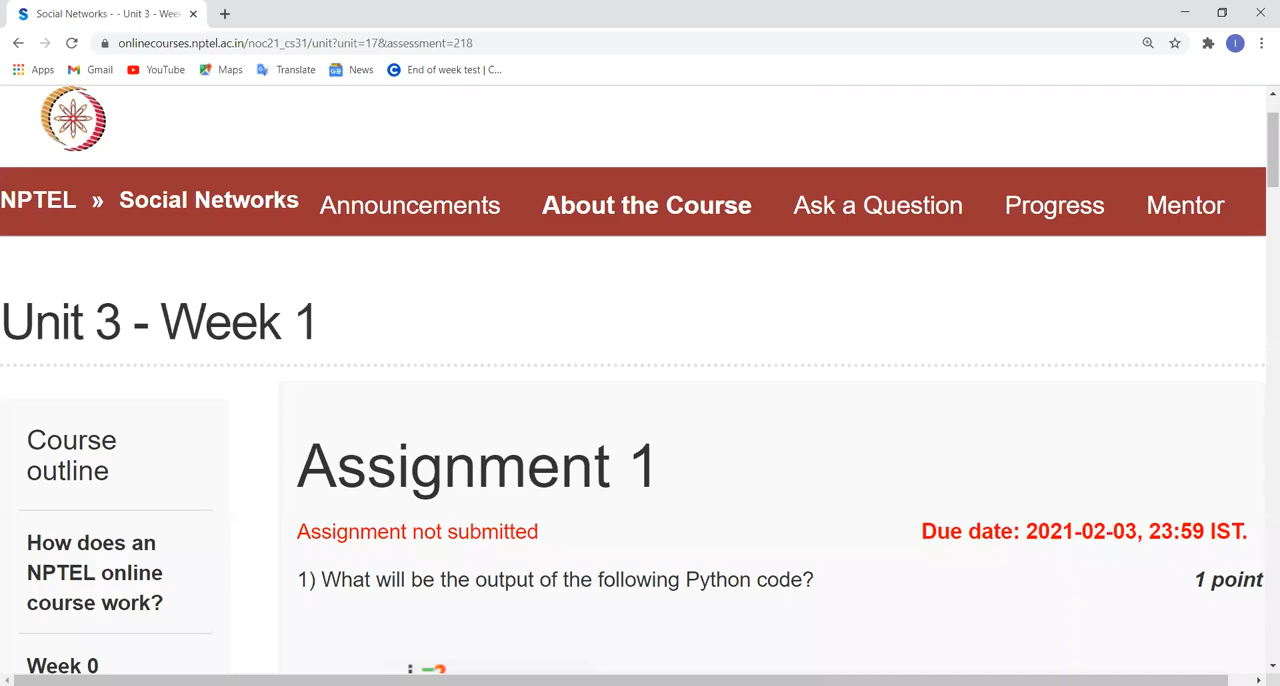 Social Networks - - Unit 3 - Wee
onlinecourses.nptel.ac.in/noc21_cs31/unit?unit=17&assessment=218
I
Apps Gmail YouTube Maps Translate News End of week test | C...
NPTEL » Social Networks Announcements About the Course Ask a Question Progress Mentor
Unit 3 - Week 1
Course
outline
How does an
NPTEL online
course work?
Week 0
Assignment 1
Assignment not submitted Due date: 2021-02-03, 23:59 IST.
1) What will be the output of the following Python code? 1 point